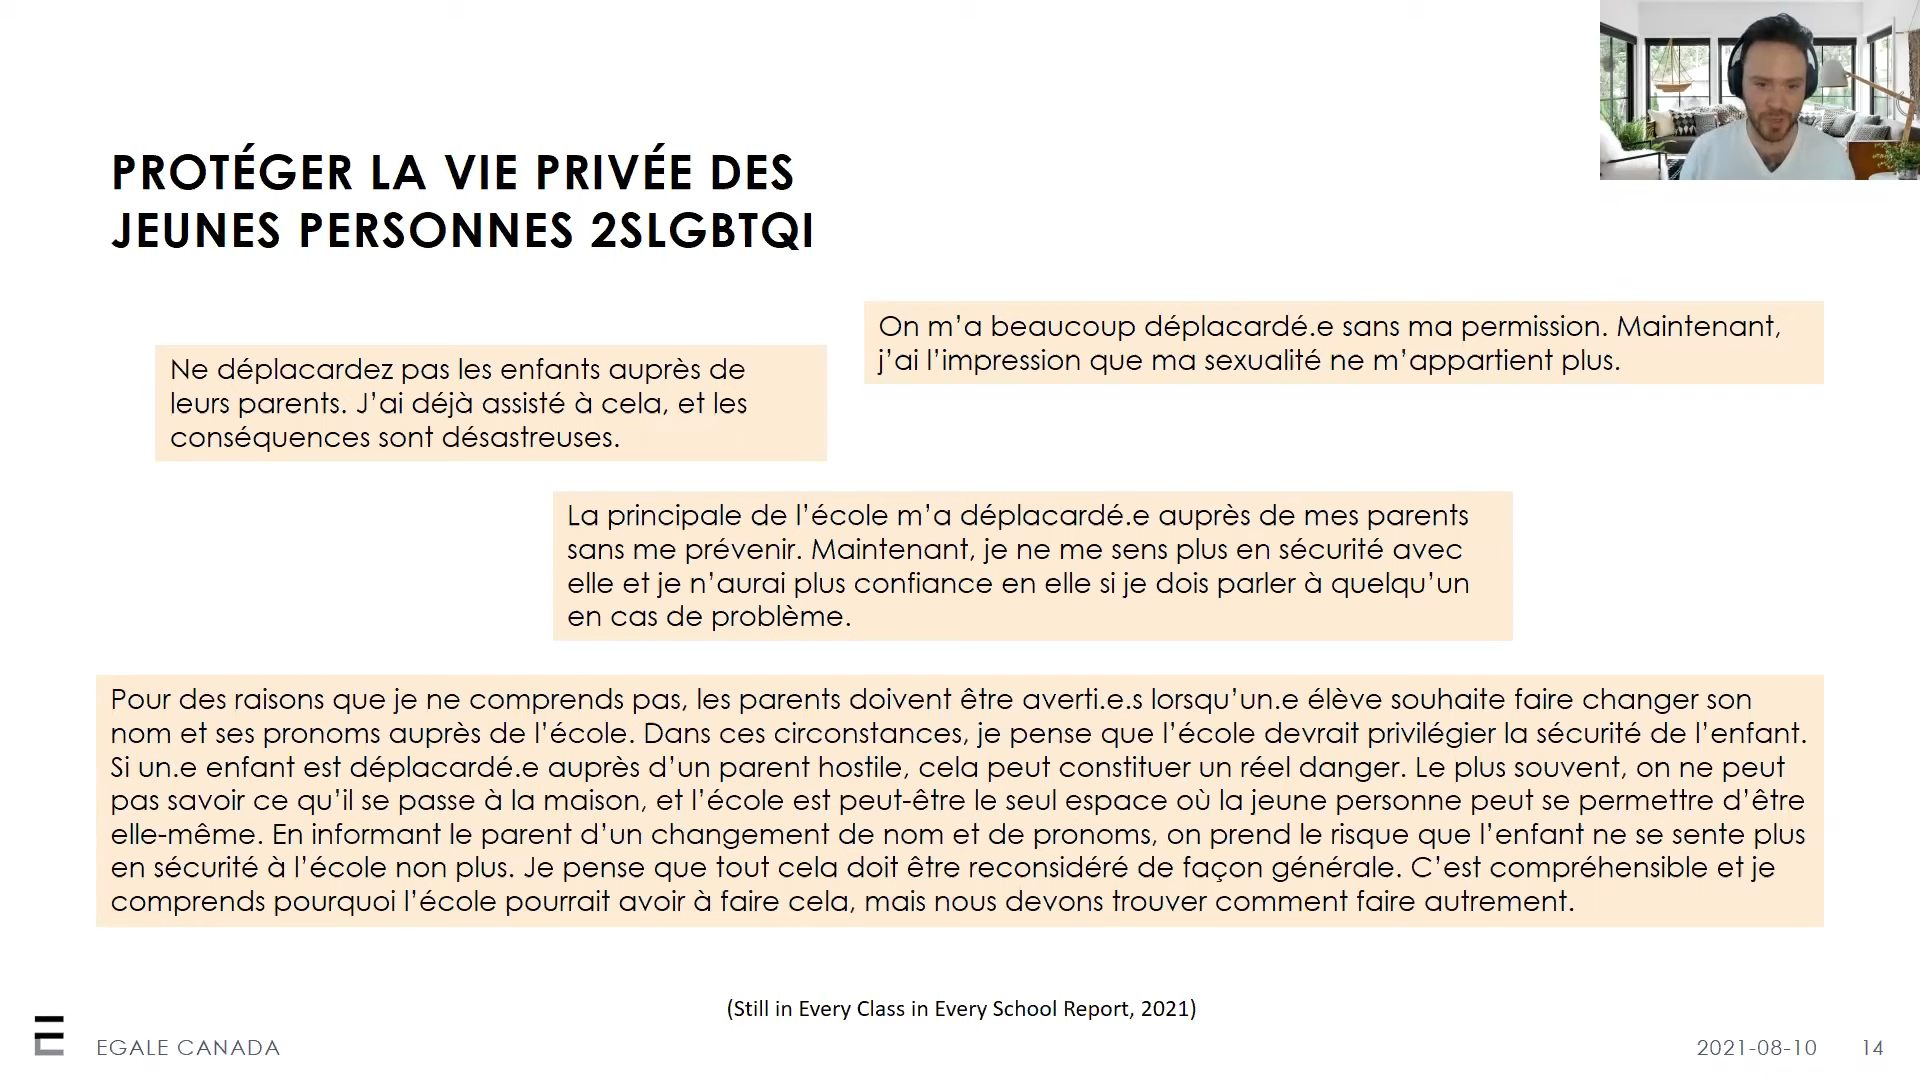 PROTÉGER LA VIE PRIVÉE DES
JEUNES PERSONNES 2SLGBTQI
Ne déplacardez pas les enfants auprès de
leurs parents. J’ai déjà assisté à cela, et les
conséquences sont désastreuses.
On m’a beaucoup déplacardé.e sans ma permission. Maintenant,
j’ai l’impression que ma sexualité ne m’appartient plus.
La principale de l’école m’a déplacardé.e auprès de mes parents
sans me prévenir. Maintenant, je ne me sens plus en sécurité avec
elle et je n’aurai plus confiance en elle si je dois parler à quelqu’un
en cas de problème.
Pour des raisons que je ne comprends pas, les parents doivent être averti.e.s lorsqu’un.e élève souhaite faire changer son
nom et ses pronoms auprès de l’école. Dans ces circonstances, je pense que l’école devrait privilégier la sécurité de l’enfant.
Si un.e enfant est déplacardé.e auprès d’un parent hostile, cela peut constituer un réel danger. Le plus souvent, on ne peut
pas savoir ce qu’il se passe à la maison, et l’école est peut-être le seul espace où la jeune personne peut se permettre d’être
elle-même. En informant le parent d’un changement de nom et de pronoms, on prend le risque que l’enfant ne se sente plus
en sécurité à l’école non plus. Je pense que tout cela doit être reconsidéré de façon générale. C’est compréhensible et je
comprends pourquoi l’école pourrait avoir à faire cela, mais nous devons trouver comment faire autrement.
(Still in Every Class in Every School Report, 2021)
EGALE CANADA
2021-08-10
14